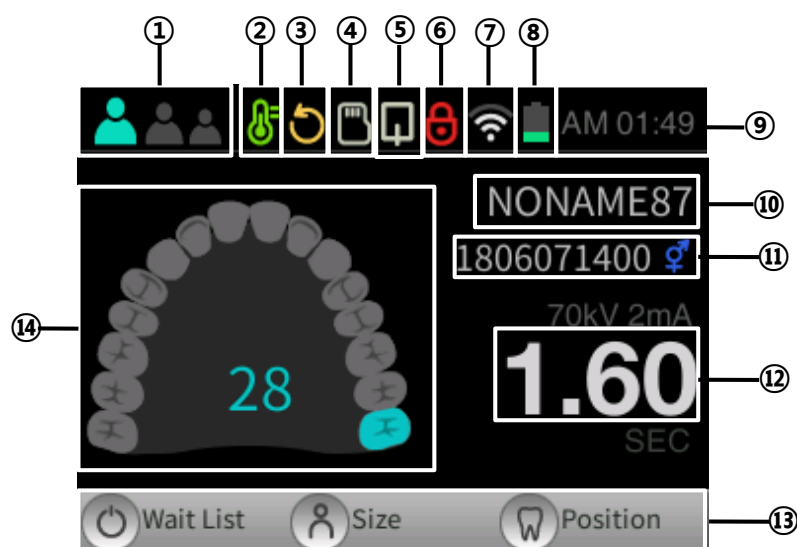 ① ② ③ ④ ⑤ ⑥ ⑦ ⑧
AM 01:49 ⑨
NONAME87 ⑩
1806071400 ⑪
70kV 2mA
⑭ 28 1.60 ⑫
SEC
Wait List Size Position ⑬